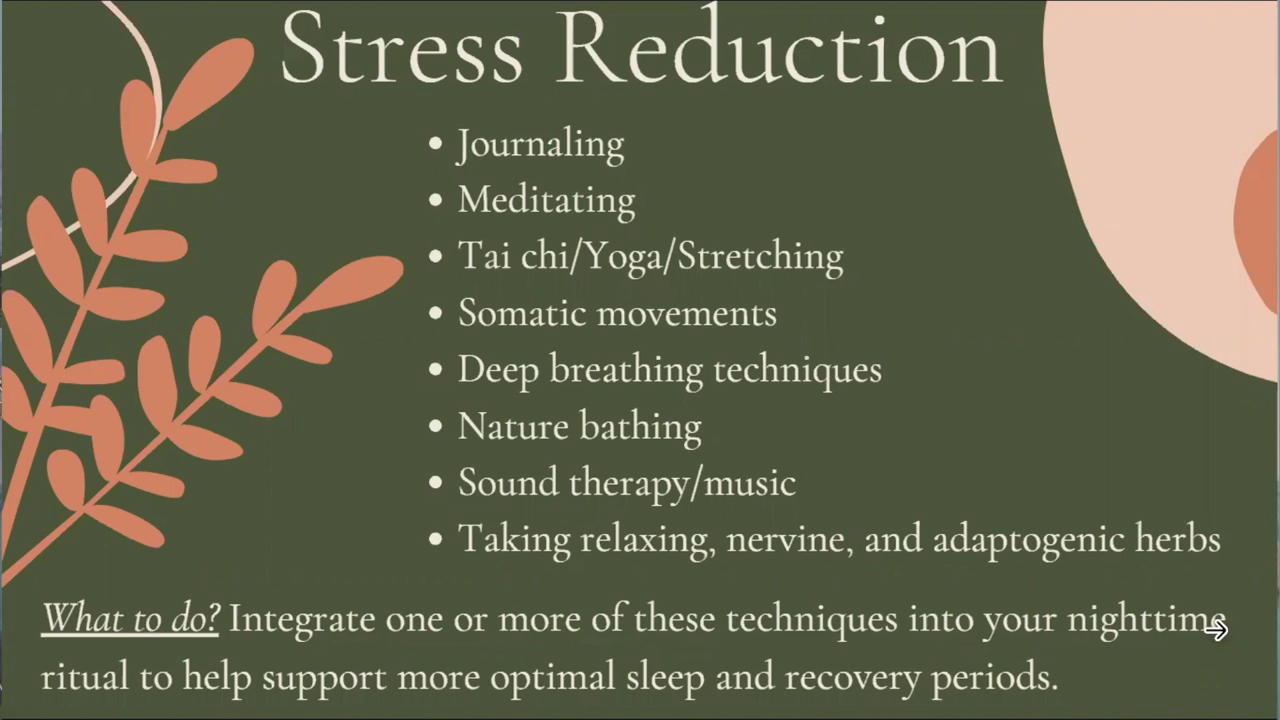 Stress Reduction
• Journaling
• Meditating
• Tai chi/Yoga/Stretching
• Somatic movements
• Deep breathing techniques
• Nature bathing
• Sound therapy/music
• Taking relaxing, nervine, and adaptogenic herbs
What to do? Integrate one or more of these techniques into your nighttime
ritual to help support more optimal sleep and recovery periods.